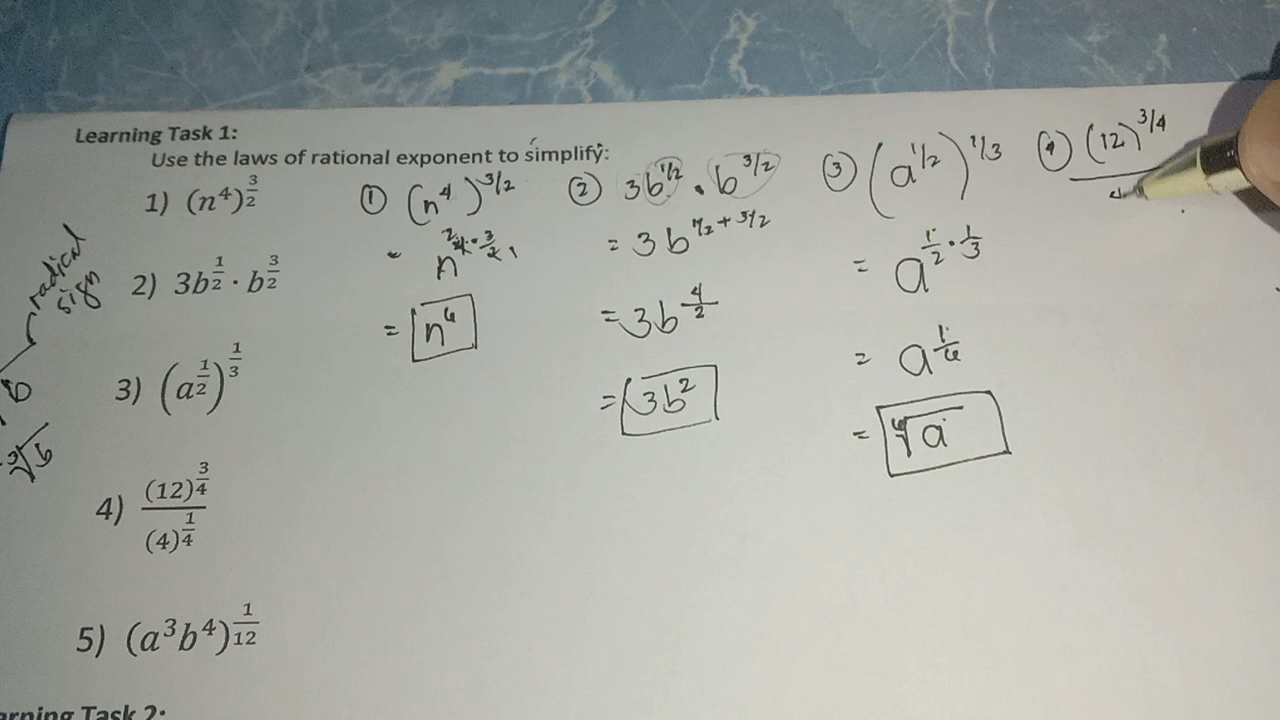 Learning Task 1:
Use the laws of rational exponent to simplify:
1) (n⁴)^(3/2)
2) 3b^(1/2) · b^(3/2)
3) (a^(1/2))^(1/3)
4) (12)^(3/4) / (4)^(1/4)
5) (a³b⁴)^(1/12)
radical
sign
b
³√b
① (n⁴)^(3/2)
= n^(4·3/2)
= n⁶
② 3b^(1/2) · b^(3/2)
= 3b^(1/2 + 3/2)
= 3b^(4/2)
= 3b²
③ (a^(1/2))^(1/3)
= a^(1/2 · 1/3)
= a^(1/6)
= ⁶√a
④ (12)^(3/4)